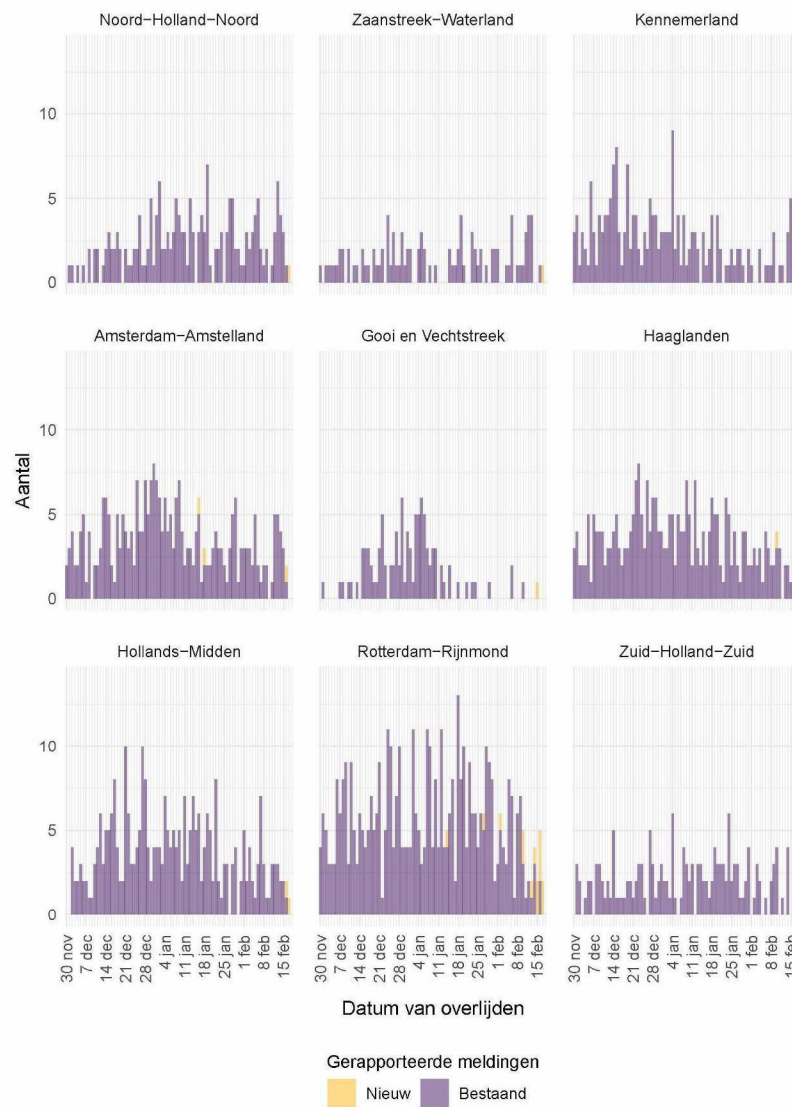 Noord-Holland-Noord
Zaanstreek-Waterland
Kennemerland
10
5
0
Amsterdam-Amstelland
Gooi en Vechtstreek
Haaglanden
Aantal
10
5
0
Hollands-Midden
Rotterdam-Rijnmond
Zuid-Holland-Zuid
10
5
0
30 nov
7 dec
14 dec
21 dec
28 dec
4 jan
11 jan
18 jan
25 jan
1 feb
8 feb
15 feb
30 nov
7 dec
14 dec
21 dec
28 dec
4 jan
11 jan
18 jan
25 jan
1 feb
8 feb
15 feb
30 nov
7 dec
14 dec
21 dec
28 dec
4 jan
11 jan
18 jan
25 jan
1 feb
8 feb
15 feb
Datum van overlijden
Gerapporteerde meldingen
Nieuw
Bestaand